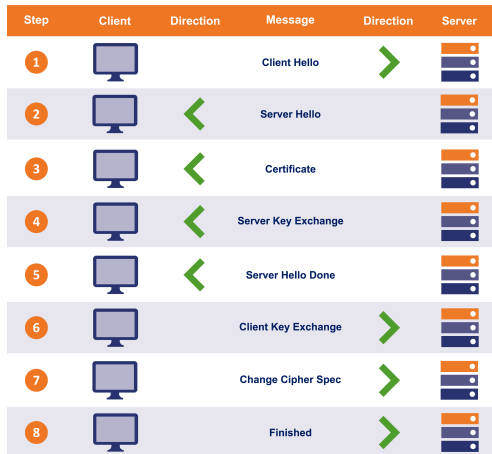 Step Client Direction Message Direction Server
1 Client Hello
2 Server Hello
3 Certificate
4 Server Key Exchange
5 Server Hello Done
6 Client Key Exchange
7 Change Cipher Spec
8 Finished